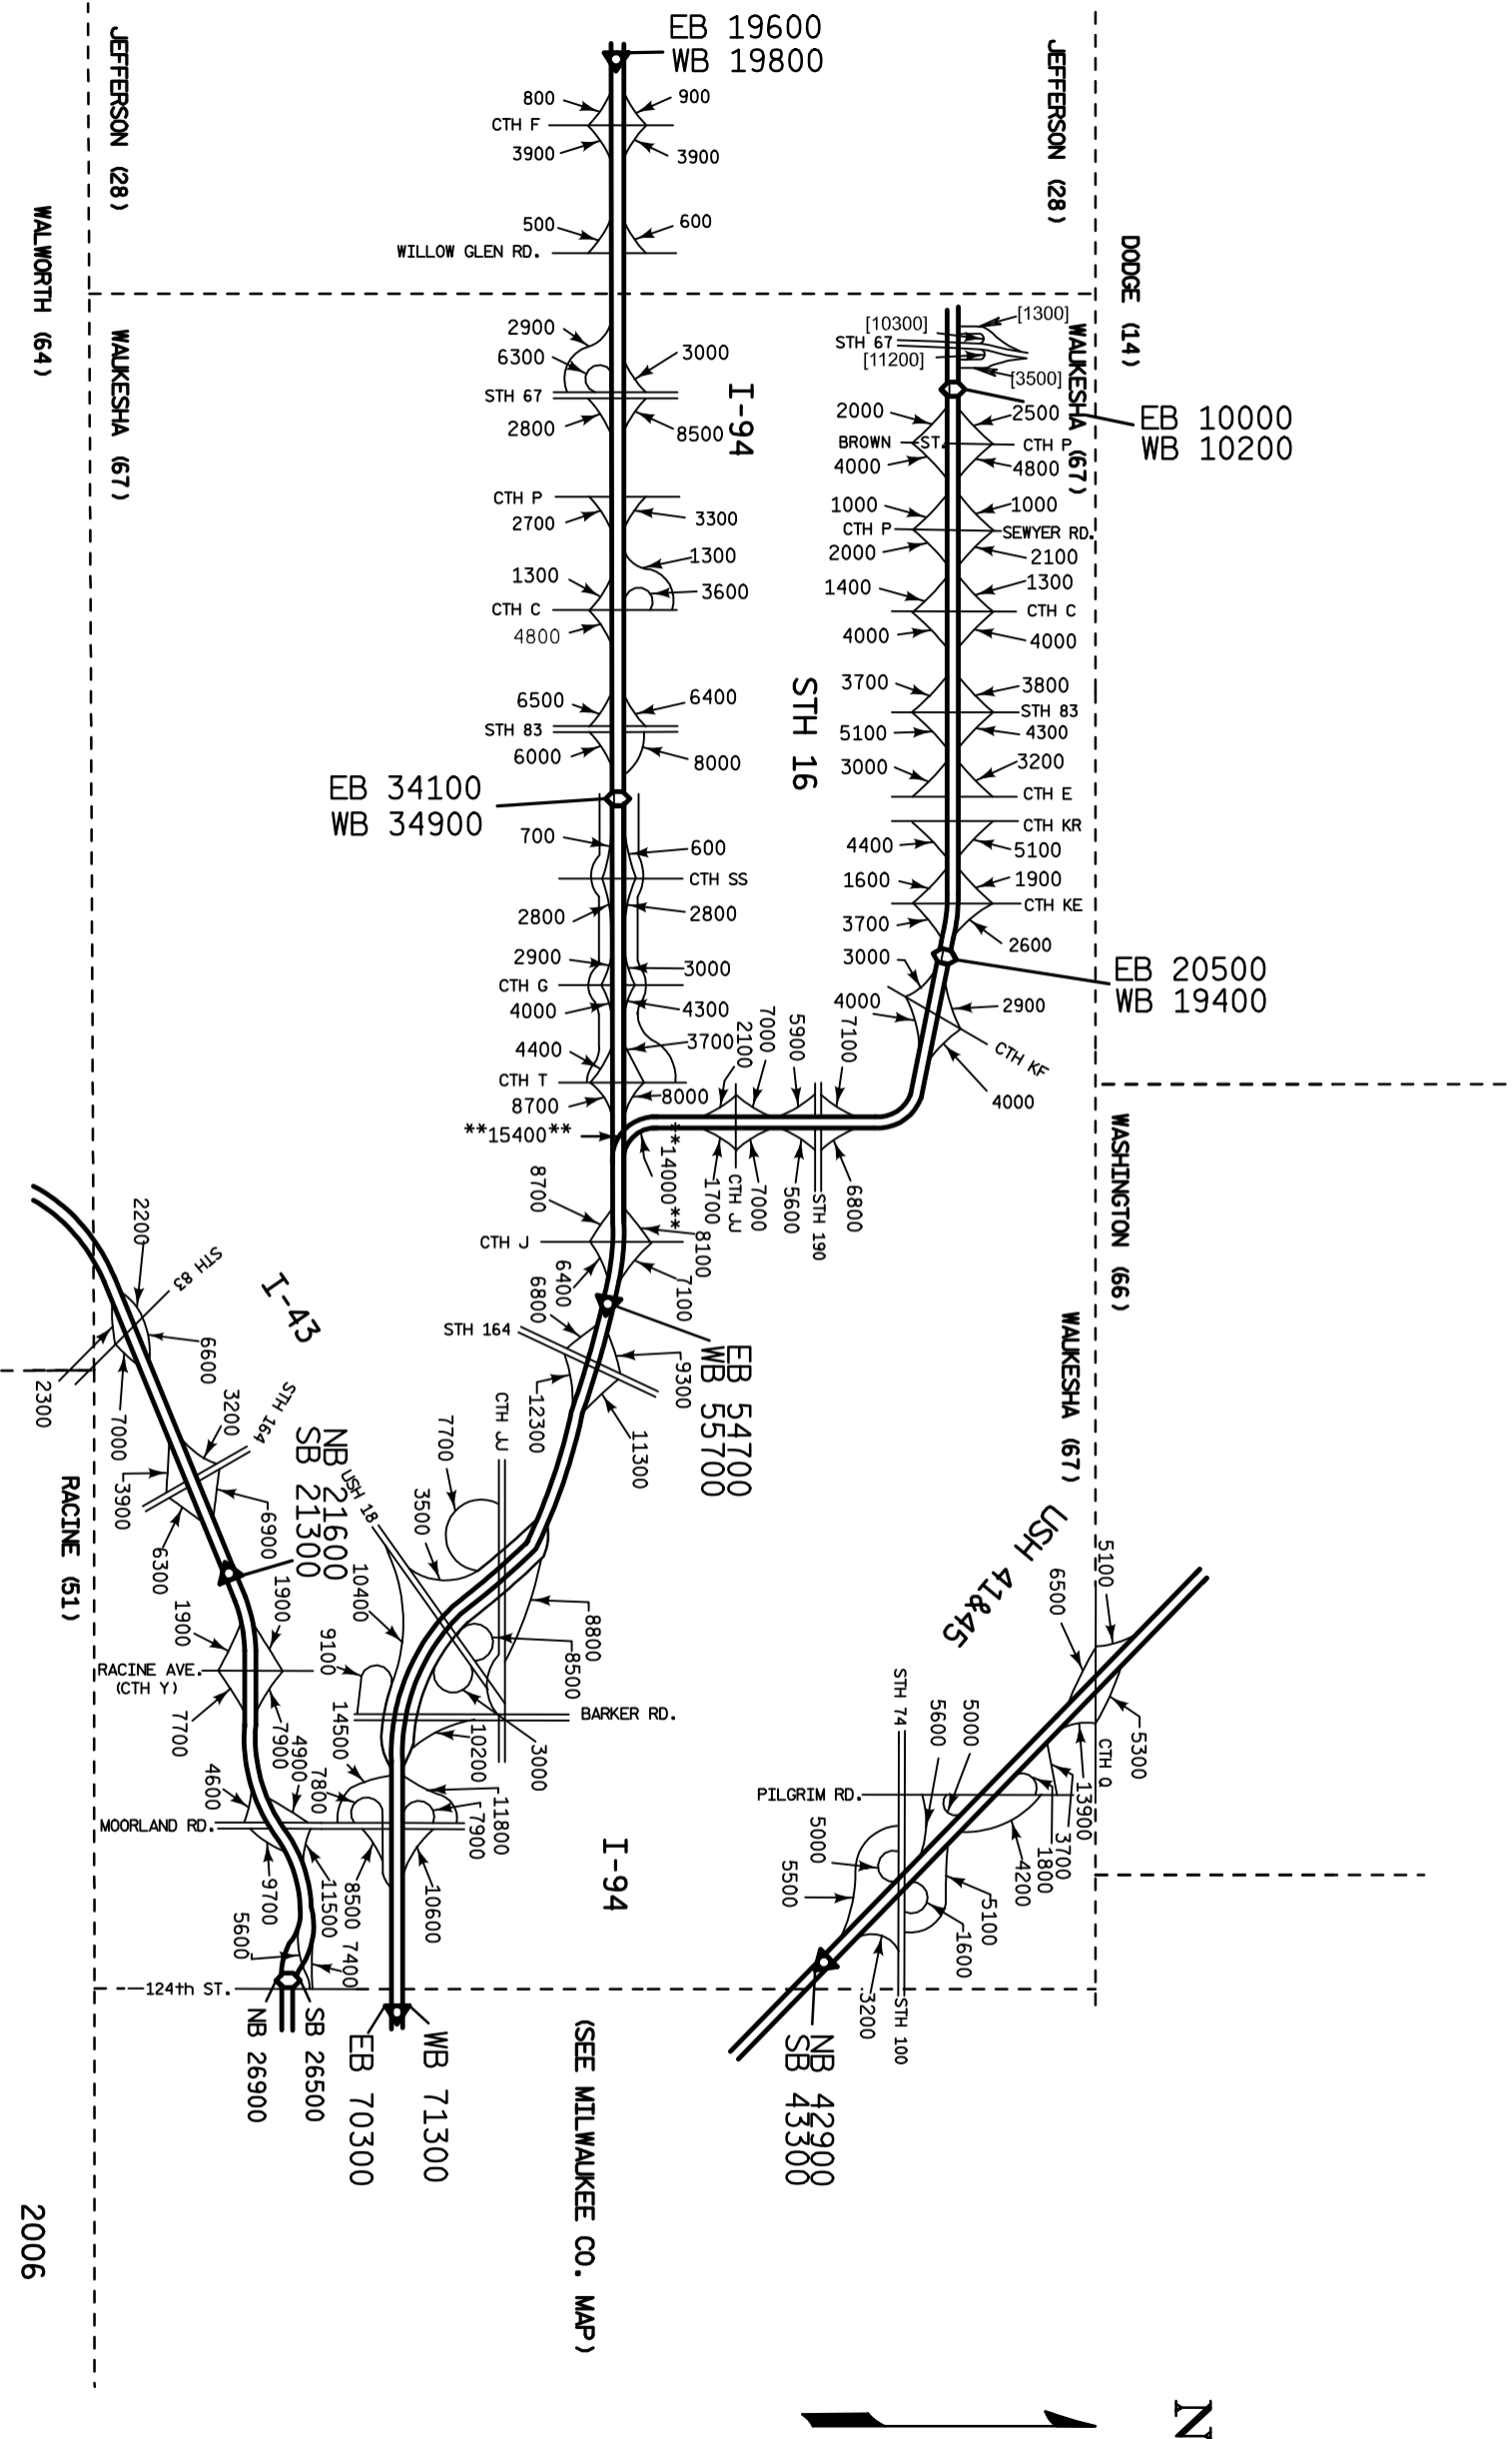 EB 19600
WB 19800
JEFFERSON (28)
JEFFERSON (28)
WALWORTH (64)
DODGE (14)
WAUKESHA (67)
WAUKESHA (67)
800
900
CTH F
3900
3900
500
600
WILLOW GLEN RD.
2900
6300
3000
STH 67
2800
8500
I-94
CTH P
2700
3300
1300
1300
3600
CTH C
4800
6500
6400
STH 83
6000
8000
EB 34100
WB 34900
700
600
CTH SS
2800
2800
2900
3000
CTH G
4000
4300
4400
3700
CTH T
8700
8000
**15400**
**14000**
[10300]
[1300]
STH 67
[11200]
[3500]
EB 10000
WB 10200
2000
2500
BROWN ST.
CTH P
4000
4800
1000
1000
CTH P
SEWYER RD.
2000
2100
1400
1300
CTH C
4000
4000
STH 16
3700
3800
STH 83
5100
4300
3000
3200
CTH E
CTH KR
4400
5100
1600
1900
CTH KE
3700
2600
EB 20500
WB 19400
3000
2900
4000
CTH KF
4000
2100
7000
5900
7100
1700
CTH JJ
7000
5600
STH 190
6800
WASHINGTON (66)
WAUKESHA (67)
8700
8100
CTH J
6400
7100
6800
STH 164
9300
12300
11300
EB 54700
WB 55700
2200
STH 83
I-43
6600
2300
7000
3200
STH 164
3900
6900
6300
NB 21600
SB 21300
RACINE (51)
1900
1900
RACINE AVE.
(CTH Y)
7700
7900
7700
CTH JJ
3500
USH 18
10400
8800
8500
9100
BARKER RD.
3000
10200
14500
7800
11800
7900
4900
4600
MOORLAND RD.
9700
11500
8500
10600
I-94
5600
7400
124th ST.
NB 26900
SB 26500
EB 70300
WB 71300
(SEE MILWAUKEE CO. MAP)
USH 41&45
5100
6500
5300
CTH Q
13900
3700
1800
4200
STH 74
5600
5000
PILGRIM RD.
5000
5500
5100
1600
3200
STH 100
NB 42900
SB 43300
2006
N